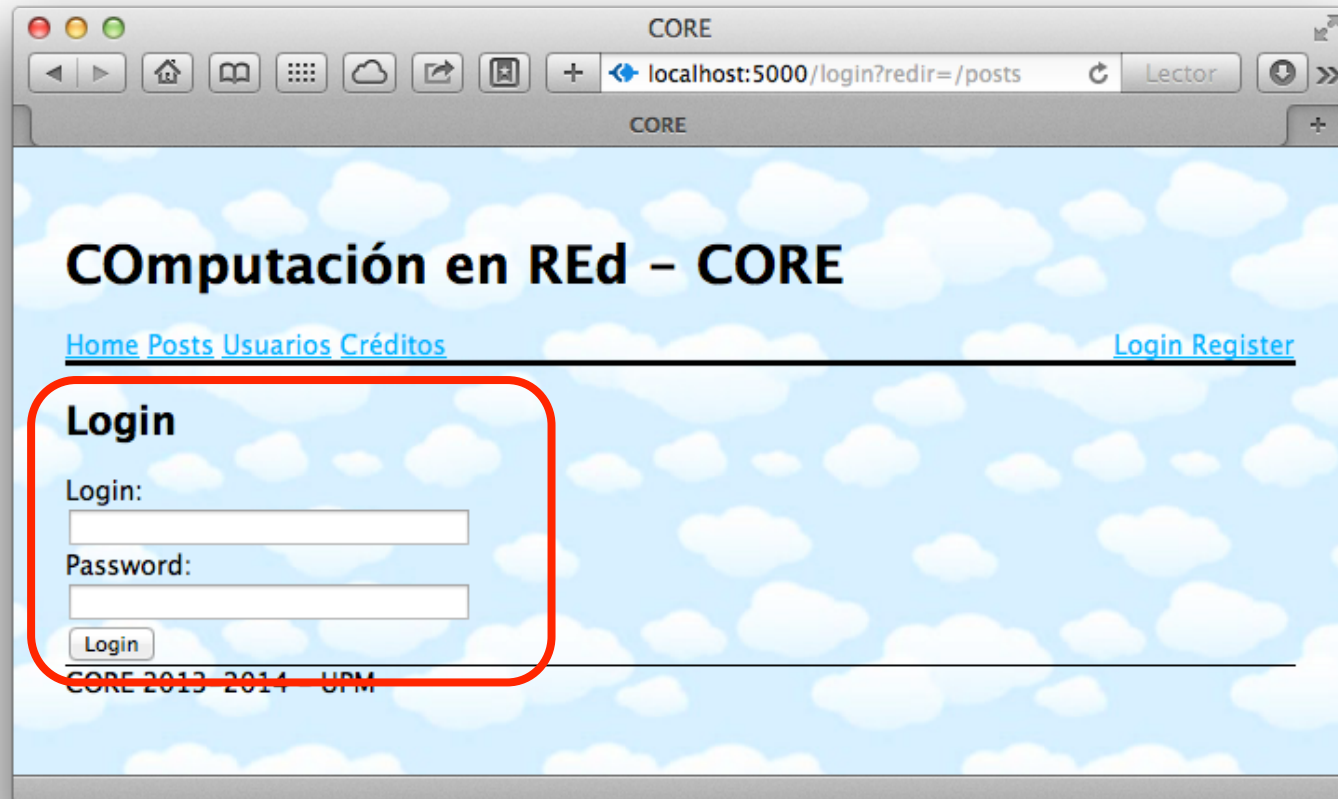 CORE
localhost:5000/login?redir=/posts
Lector
CORE
COmputación en REd – CORE
Home Posts Usuarios Créditos
Login Register
Login
Login:
Password:
Login
CORE 2013-2014 - UPM